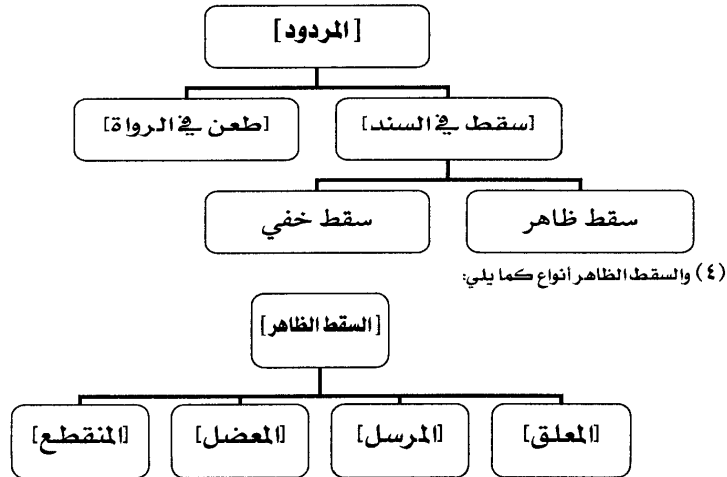 [المردود]
[سقط في السند] [طعن في الرواة]
سقط ظاهر سقط خفي
(٤) والسقط الظاهر أنواع كما يلي:
[السقط الظاهر]
[المعلق] [المرسل] [المعضل] [المنقطع]